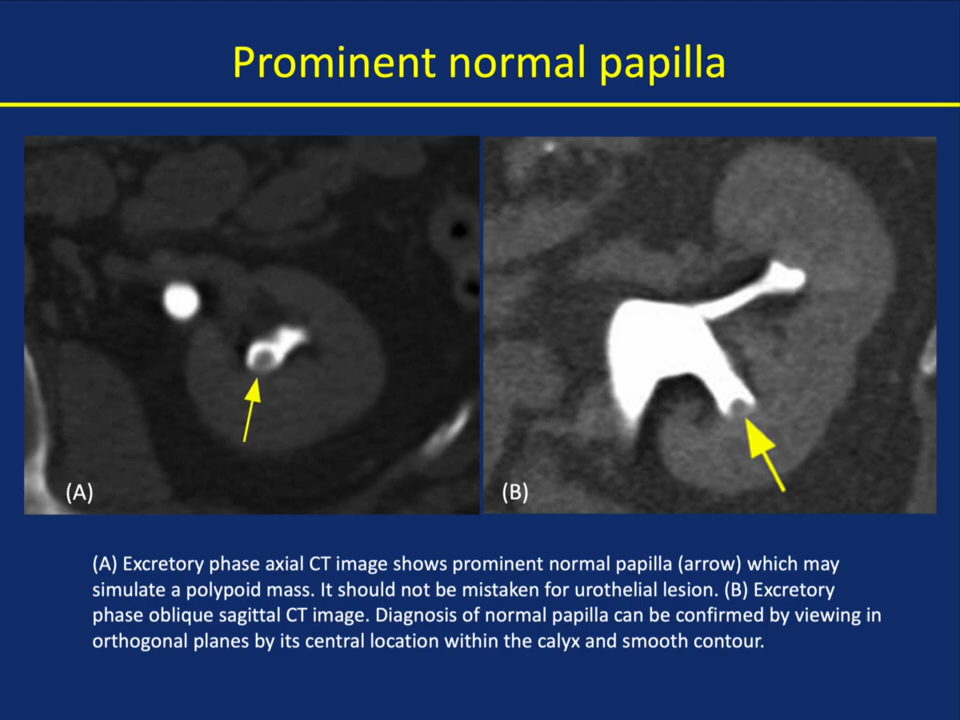 Prominent normal papilla
(A)
(B)
(A) Excretory phase axial CT image shows prominent normal papilla (arrow) which may
simulate a polypoid mass. It should not be mistaken for urothelial lesion. (B) Excretory
phase oblique sagittal CT image. Diagnosis of normal papilla can be confirmed by viewing in
orthogonal planes by its central location within the calyx and smooth contour.